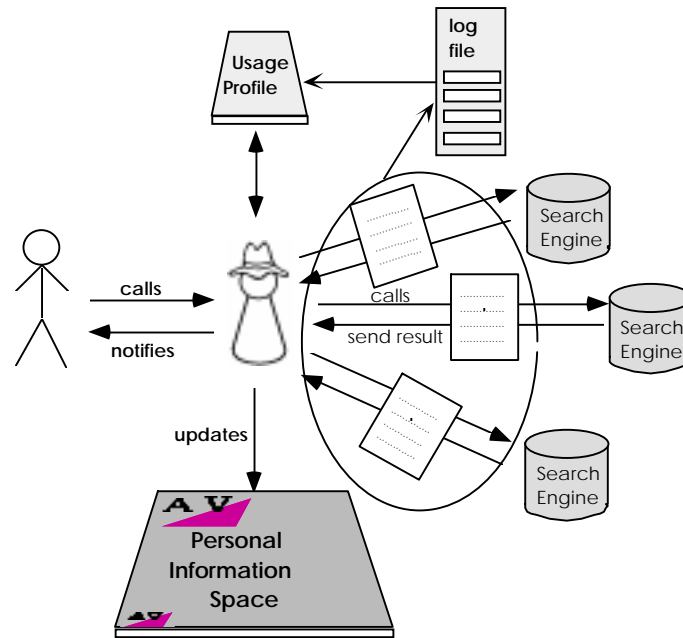 log
file
Usage
Profile
Search
Engine
calls
calls
send result
notifies
Search
Engine
updates
Search
Engine
A V
Personal
Information
Space
AV